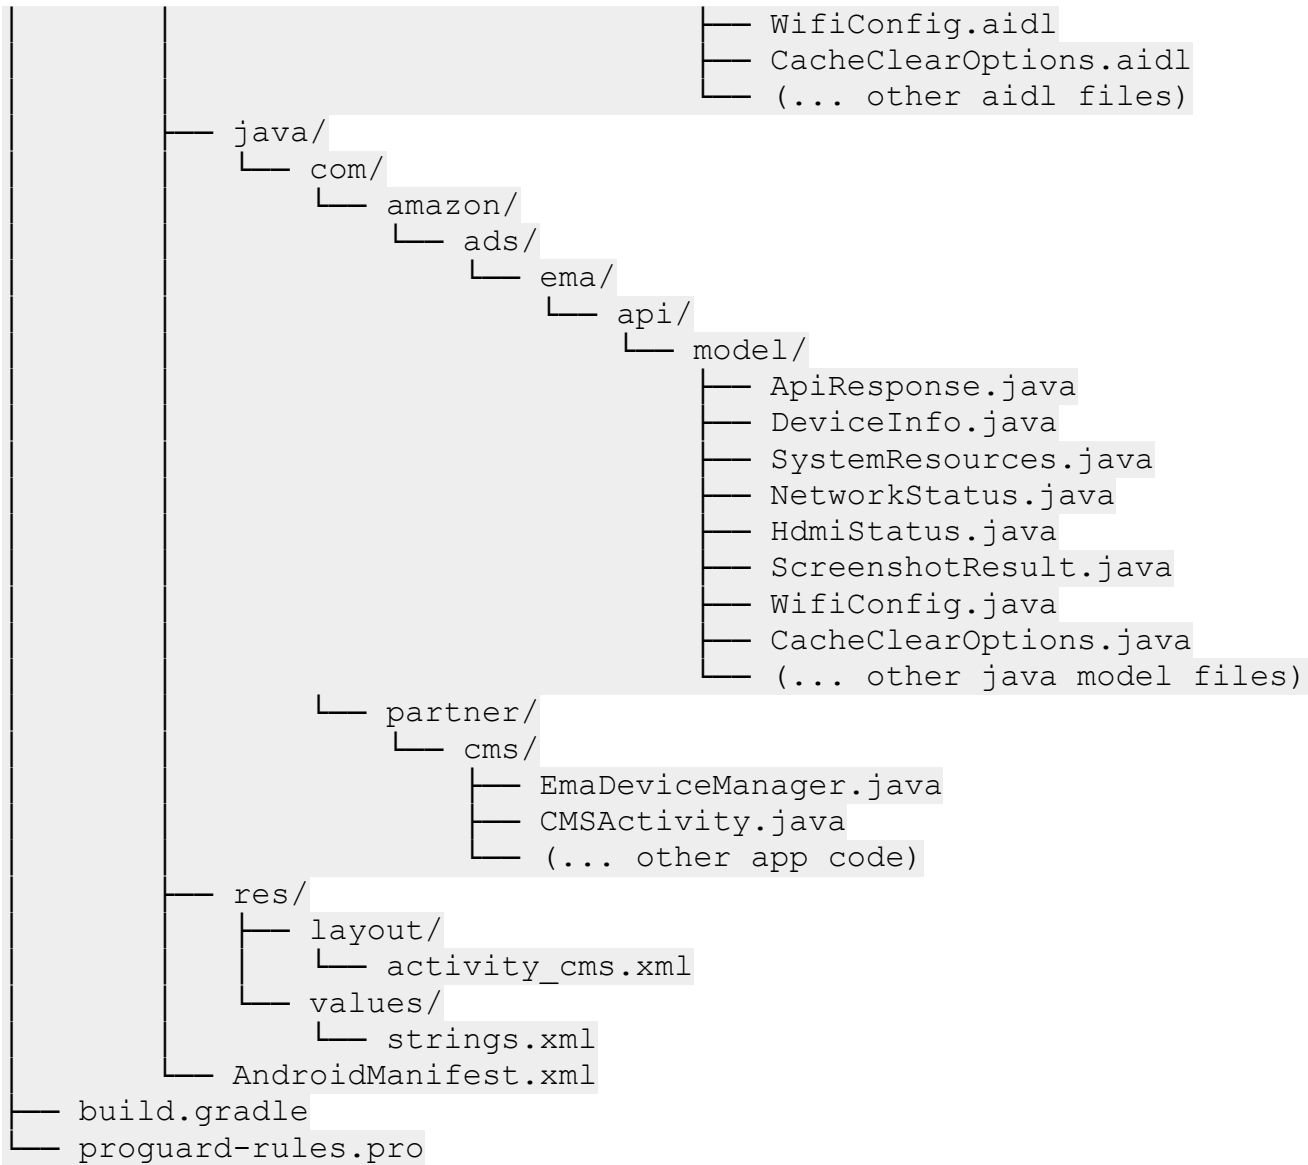 │       │                           ├── WifiConfig.aidl
│       │                           ├── CacheClearOptions.aidl
│       │                           └── (... other aidl files)
│       ├── java/
│       │   └── com/
│       │       └── amazon/
│       │           └── ads/
│       │               └── ema/
│       │                   └── api/
│       │                       └── model/
│       │                           ├── ApiResponse.java
│       │                           ├── DeviceInfo.java
│       │                           ├── SystemResources.java
│       │                           ├── NetworkStatus.java
│       │                           ├── HdmiStatus.java
│       │                           ├── ScreenshotResult.java
│       │                           ├── WifiConfig.java
│       │                           ├── CacheClearOptions.java
│       │                           └── (... other java model files)
│       │       └── partner/
│       │           └── cms/
│       │               ├── EmaDeviceManager.java
│       │               ├── CMSActivity.java
│       │               └── (... other app code)
│       ├── res/
│       │   ├── layout/
│       │   │   └── activity_cms.xml
│       │   └── values/
│       │       └── strings.xml
│       └── AndroidManifest.xml
├── build.gradle
└── proguard-rules.pro